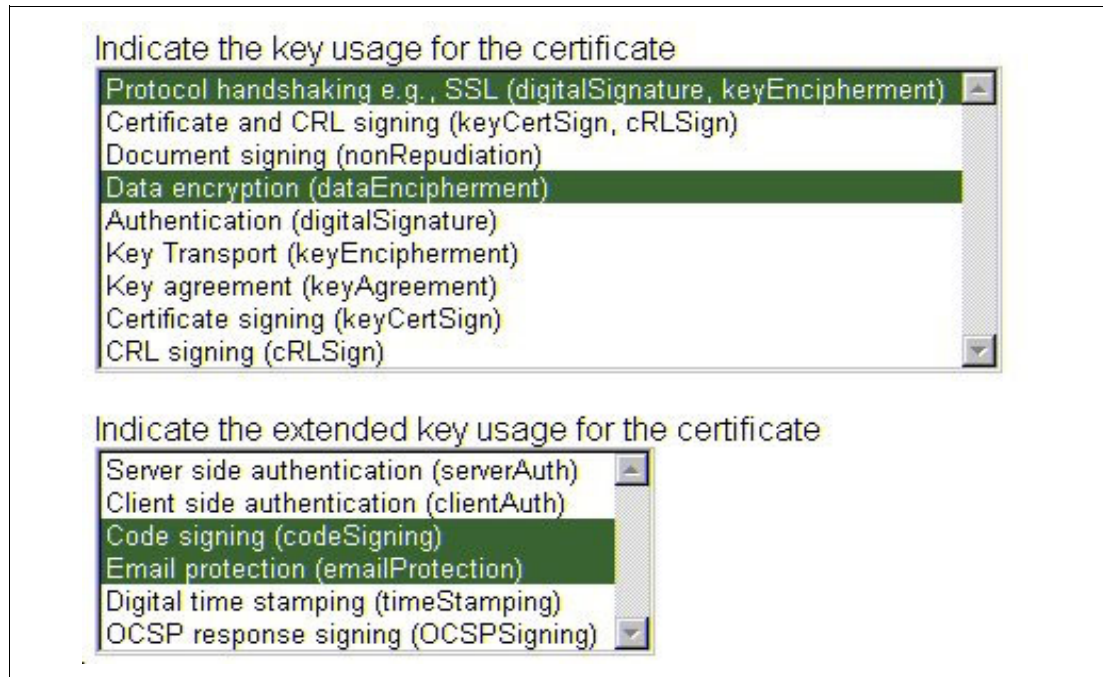 Indicate the key usage for the certificate
Protocol handshaking e.g., SSL (digitalSignature, keyEncipherment)
Certificate and CRL signing (keyCertSign, cRLSign)
Document signing (nonRepudiation)
Data encryption (dataEncipherment)
Authentication (digitalSignature)
Key Transport (keyEncipherment)
Key agreement (keyAgreement)
Certificate signing (keyCertSign)
CRL signing (cRLSign)
Indicate the extended key usage for the certificate
Server side authentication (serverAuth)
Client side authentication (clientAuth)
Code signing (codeSigning)
Email protection (emailProtection)
Digital time stamping (timeStamping)
OCSP response signing (OCSPSigning)